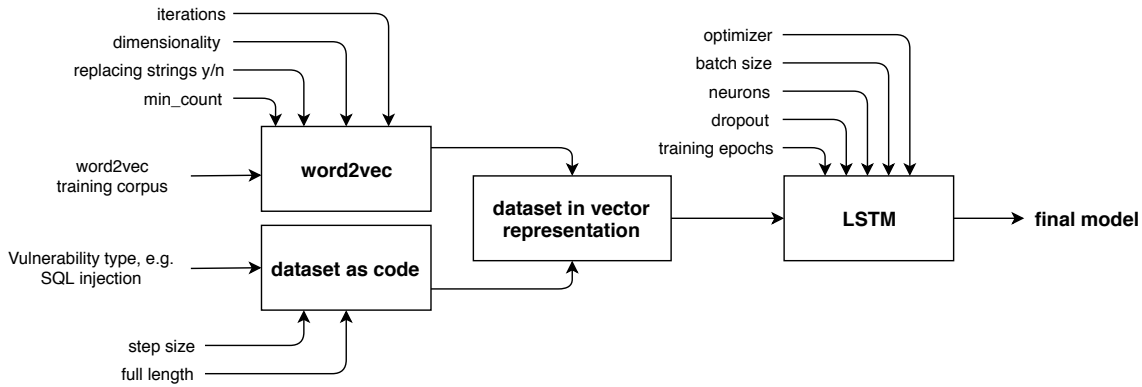 iterations
dimensionality
replacing strings y/n
min_count
word2vec
training corpus
word2vec
Vulnerability type, e.g.
SQL injection
dataset as code
step size
full length
dataset in vector
representation
optimizer
batch size
neurons
dropout
training epochs
LSTM
final model